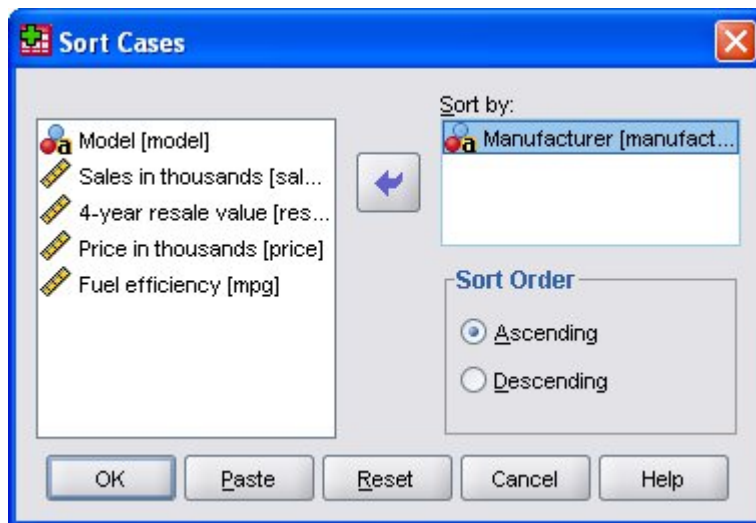 Sort Cases
Model [model]
Sales in thousands [sal...
4-year resale value [res...
Price in thousands [price]
Fuel efficiency [mpg]
Sort by:
Manufacturer [manufact...
Sort Order
Ascending
Descending
OK
Paste
Reset
Cancel
Help